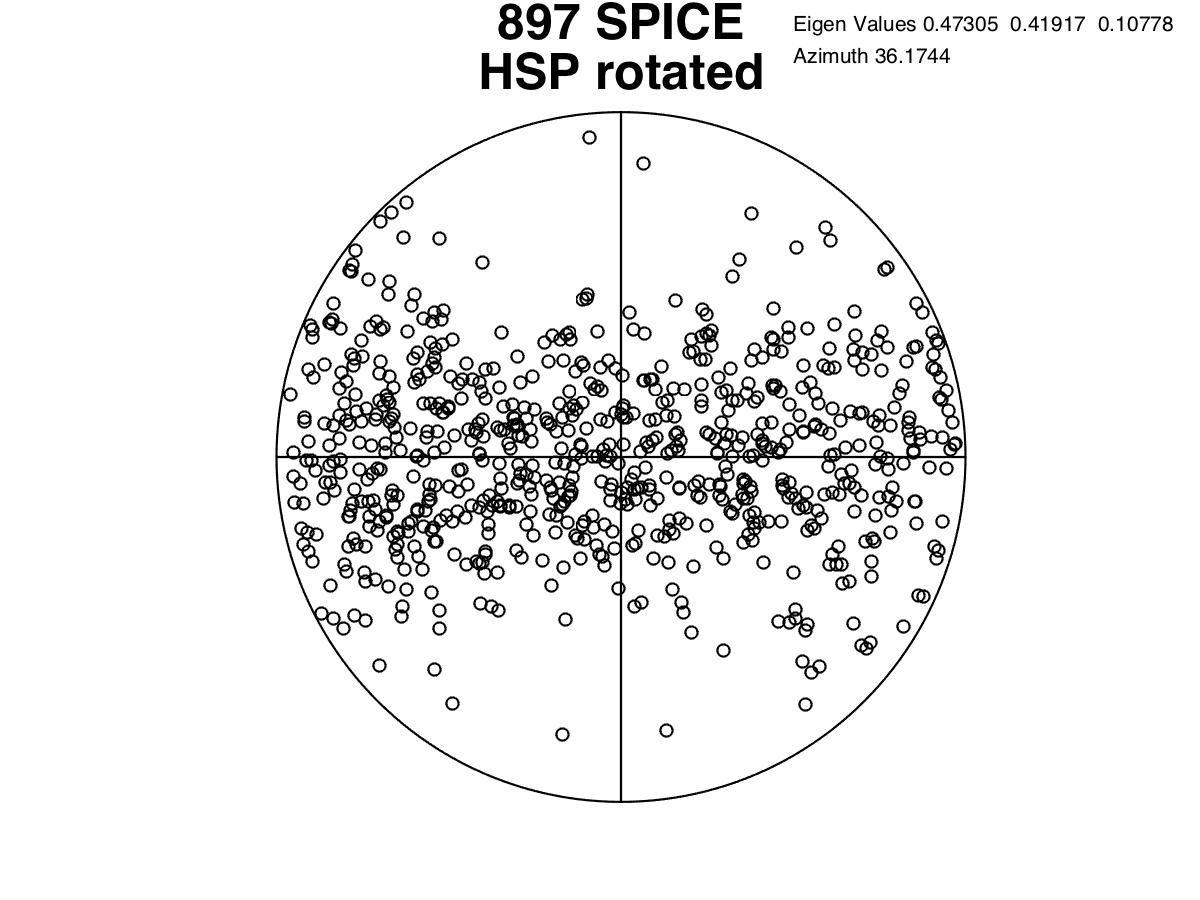 897 SPICE
HSP rotated
Eigen Values 0.47305  0.41917  0.10778
Azimuth 36.1744